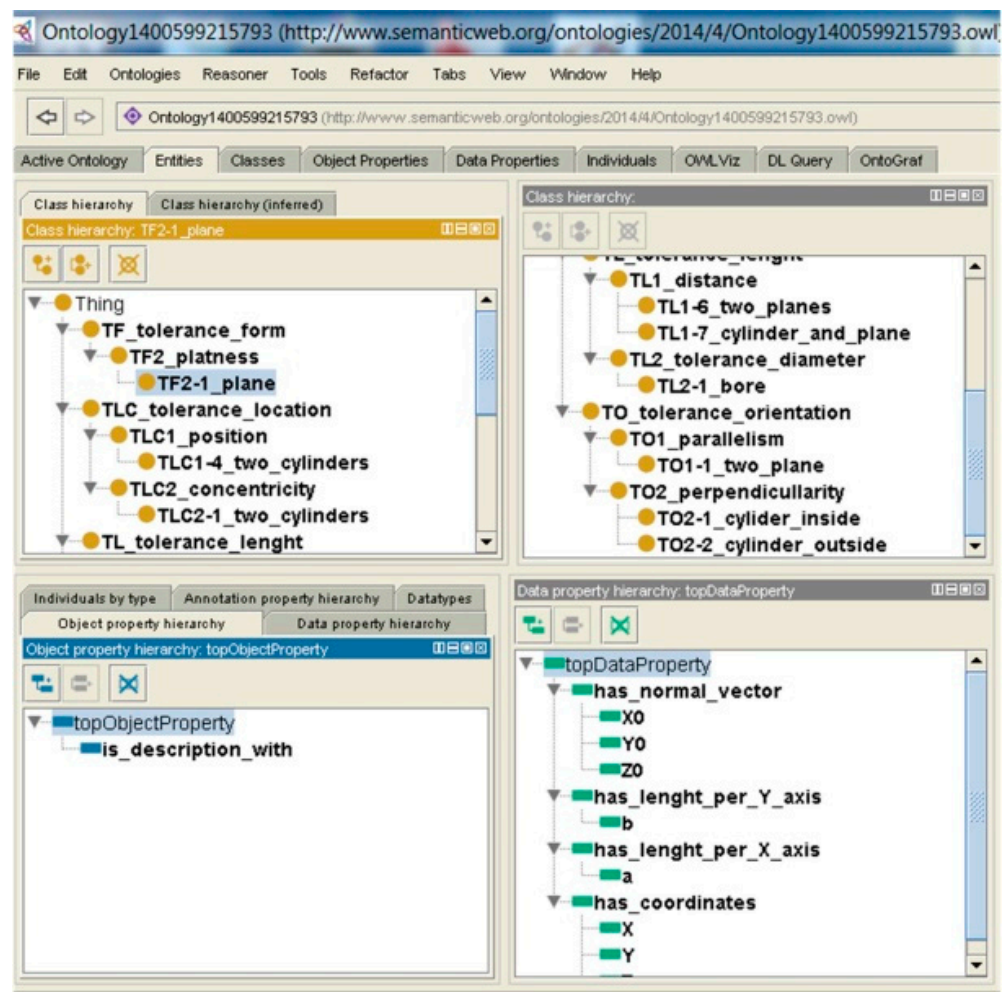 Ontology1400599215793 (http://www.semanticweb.org/ontologies/2014/4/Ontology1400599215793.owl)
File Edit Ontologies Reasoner Tools Refactor Tabs View Window Help
Ontology1400599215793 (http://www.semanticweb.org/ontologies/2014/4/Ontology1400599215793.owl)
Active Ontology Entities Classes Object Properties Data Properties Individuals OWLViz DL Query OntoGraf
Class hierarchy Class hierarchy (inferred)
Class hierarchy: TF2-1_plane
Thing
TF_tolerance_form
TF2_platness
TF2-1_plane
TLC_tolerance_location
TLC1_position
TLC1-4_two_cylinders
TLC2_concentricity
TLC2-1_two_cylinders
TL_tolerance_lenght
Class hierarchy:
TL_tolerance_lenght
TL1_distance
TL1-6_two_planes
TL1-7_cylinder_and_plane
TL2_tolerance_diameter
TL2-1_bore
TO_tolerance_orientation
TO1_parallelism
TO1-1_two_plane
TO2_perpendicullarity
TO2-1_cylider_inside
TO2-2_cylinder_outside
Individuals by type Annotation property hierarchy Datatypes
Object property hierarchy Data property hierarchy
Object property hierarchy: topObjectProperty
topObjectProperty
is_description_with
Data property hierarchy: topDataProperty
topDataProperty
has_normal_vector
X0
Y0
Z0
has_lenght_per_Y_axis
b
has_lenght_per_X_axis
a
has_coordinates
X
Y